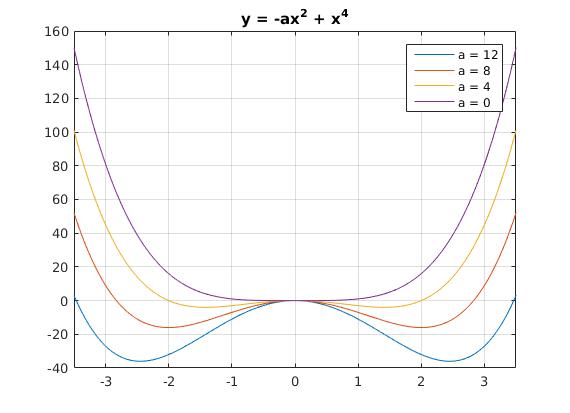 y = -ax² + x⁴
a = 12
a = 8
a = 4
a = 0
160
140
120
100
80
60
40
20
0
-20
-40
-3 -2 -1 0 1 2 3